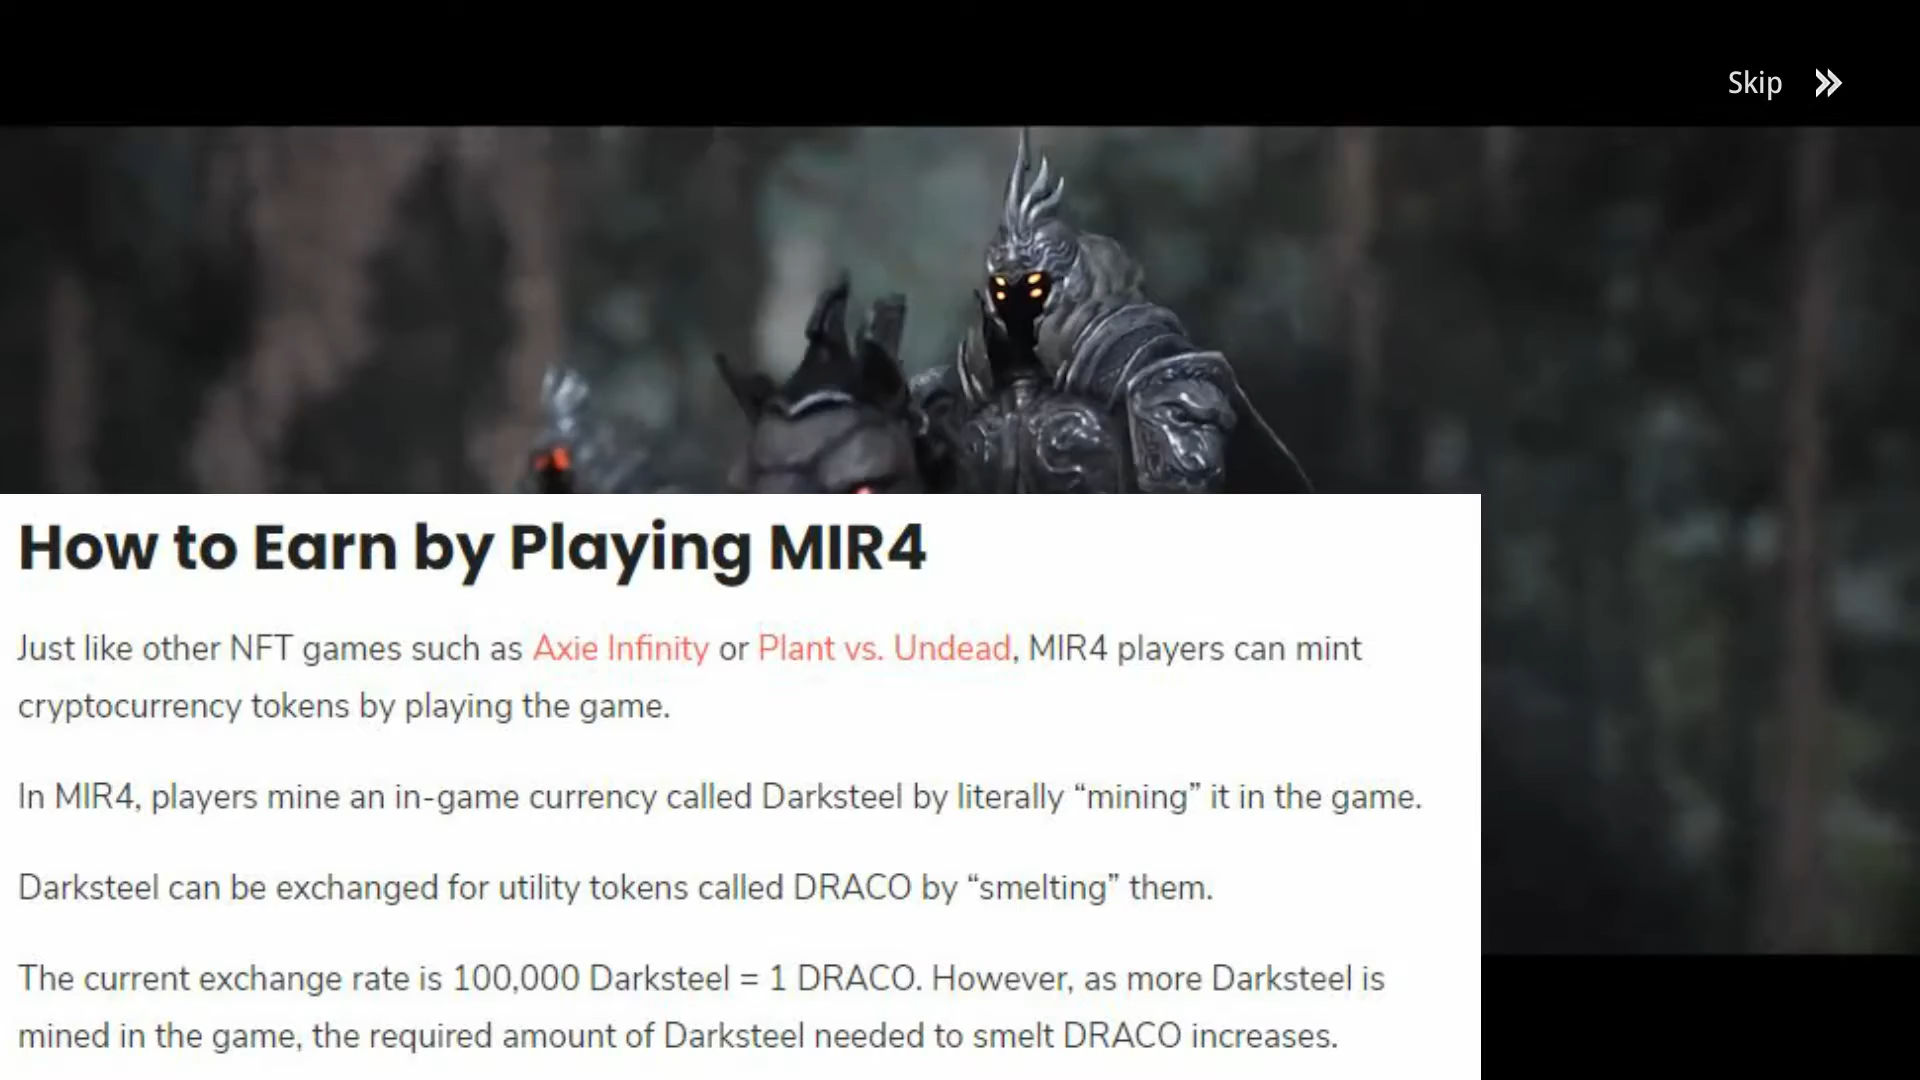 Skip
How to Earn by Playing MIR4
Just like other NFT games such as Axie Infinity or Plant vs. Undead, MIR4 players can mint
cryptocurrency tokens by playing the game.
In MIR4, players mine an in-game currency called Darksteel by literally “mining” it in the game.
Darksteel can be exchanged for utility tokens called DRACO by “smelting” them.
The current exchange rate is 100,000 Darksteel = 1 DRACO. However, as more Darksteel is
mined in the game, the required amount of Darksteel needed to smelt DRACO increases.